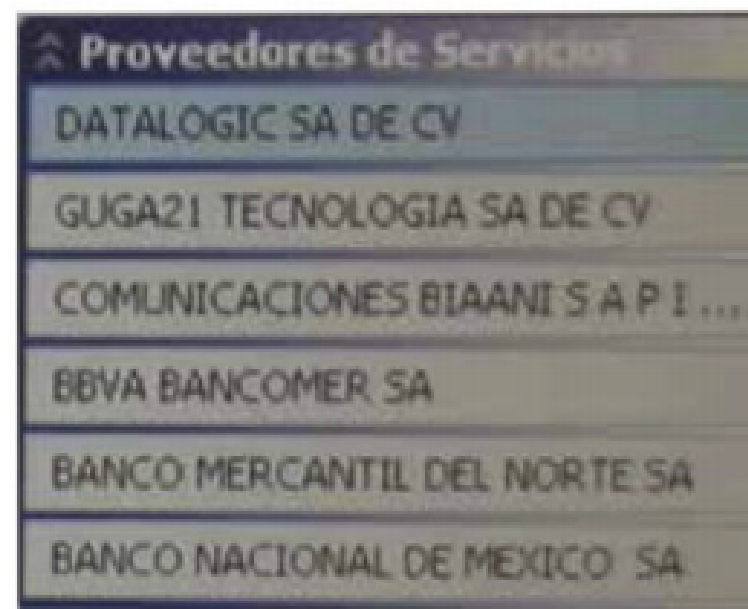 Proveedores de Servicios
DATALOGIC SA DE CV
GUGA21 TECNOLOGIA SA DE CV
COMUNICACIONES BIAANI S A P I ...
BBVA BANCOMER SA
BANCO MERCANTIL DEL NORTE SA
BANCO NACIONAL DE MEXICO SA